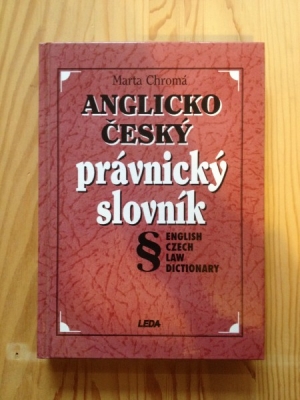 Marta Chromá
ANGLICKO
ČESKÝ
právnický
slovník
§
ENGLISH
CZECH
LAW
DICTIONARY
LEDA